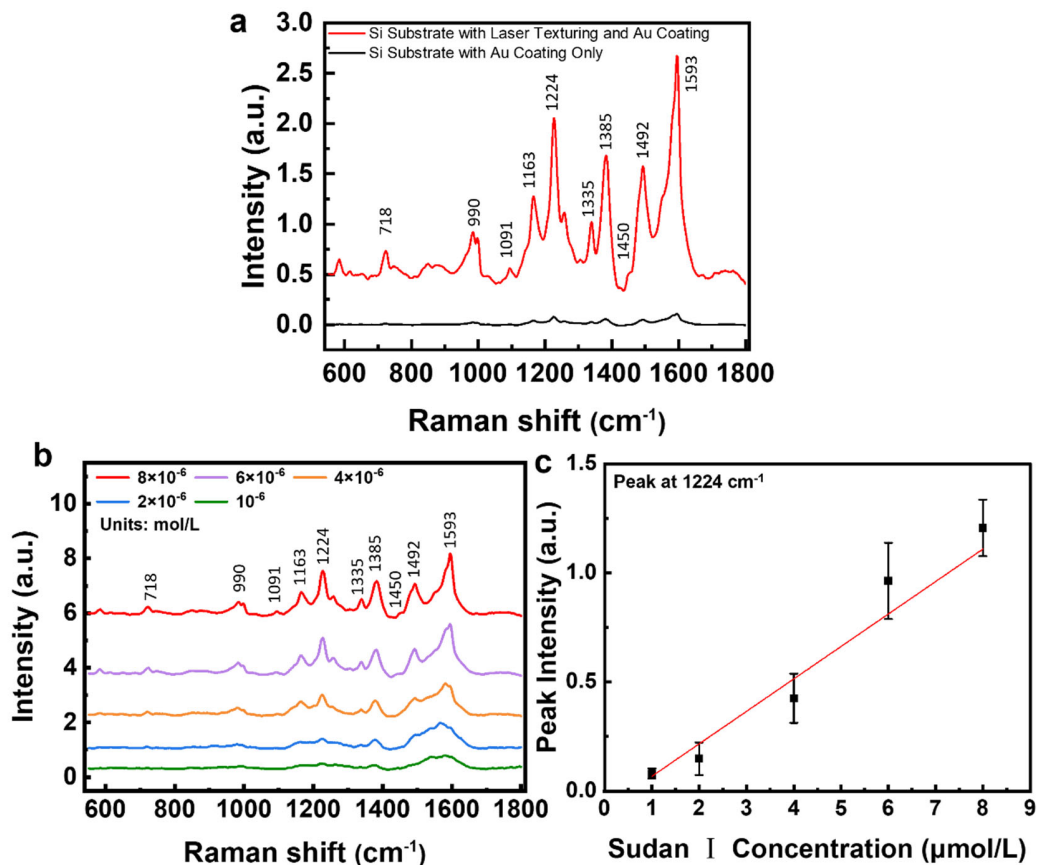 a
Si Substrate with Laser Texturing and Au Coating
Si Substrate with Au Coating Only
3.0
2.5
2.0
1.5
1.0
0.5
0.0
Intensity (a.u.)
718
990
1091
1163
1224
1335
1385
1450
1492
1593
600 800 1000 1200 1400 1600 1800
Raman shift (cm⁻¹)
b
8×10⁻⁶ 6×10⁻⁶ 4×10⁻⁶
2×10⁻⁶ 10⁻⁶
Units: mol/L
10
8
6
4
2
0
Intensity (a.u.)
718
990
1091
1163
1224
1335
1385
1450
1492
1593
600 800 1000 1200 1400 1600 1800
Raman shift (cm⁻¹)
c
Peak at 1224 cm⁻¹
1.5
1.0
0.5
0.0
Peak Intensity (a.u.)
0 1 2 3 4 5 6 7 8 9
Sudan Ⅰ Concentration (μmol/L)